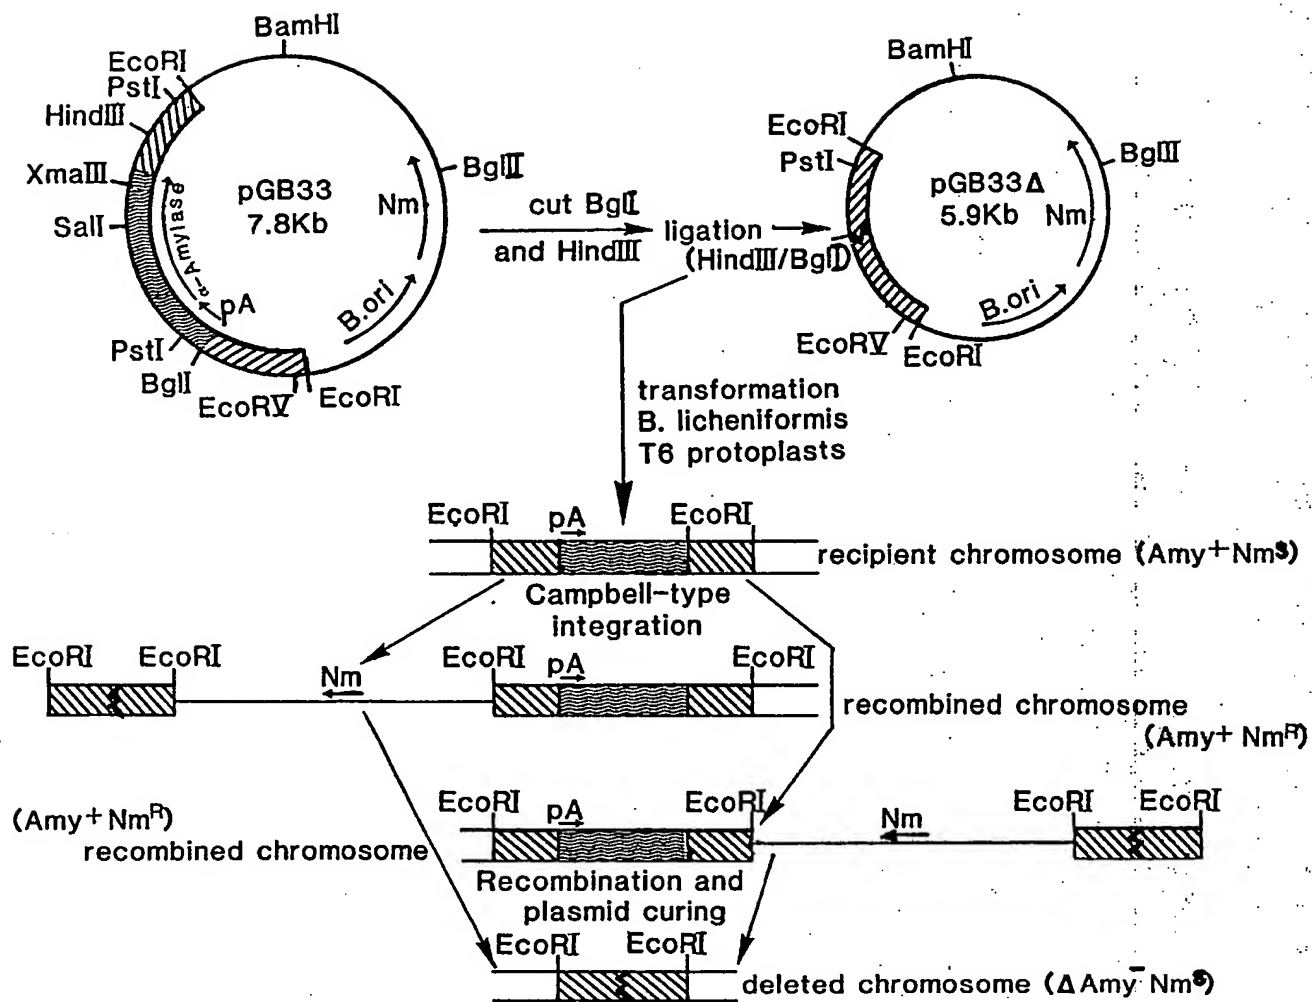 BamHI
EcoRI
PstI
HindIII
XmaIII
SalI
pGB33
7.8Kb
α-Amylase
pA
Nm
BglII
B.ori
PstI
BglI
EcoRV
EcoRI
cut BglI
and HindIII
ligation
(HindIII/BglI)
BamHI
EcoRI
PstI
pGB33Δ
5.9Kb
Nm
BglII
B.ori
EcoRV
EcoRI
transformation
B. licheniformis
T6 protoplasts
EcoRI
pA
EcoRI
recipient chromosome (Amy+ NmS)
Campbell-type
integration
EcoRI
EcoRI
Nm
EcoRI
pA
EcoRI
recombined chromosome
(Amy+ NmR)
(Amy+ NmR)
recombined chromosome
EcoRI
pA
EcoRI
Nm
EcoRI
EcoRI
Recombination and
plasmid curing
EcoRI
EcoRI
deleted chromosome (Δ Amy- NmS)